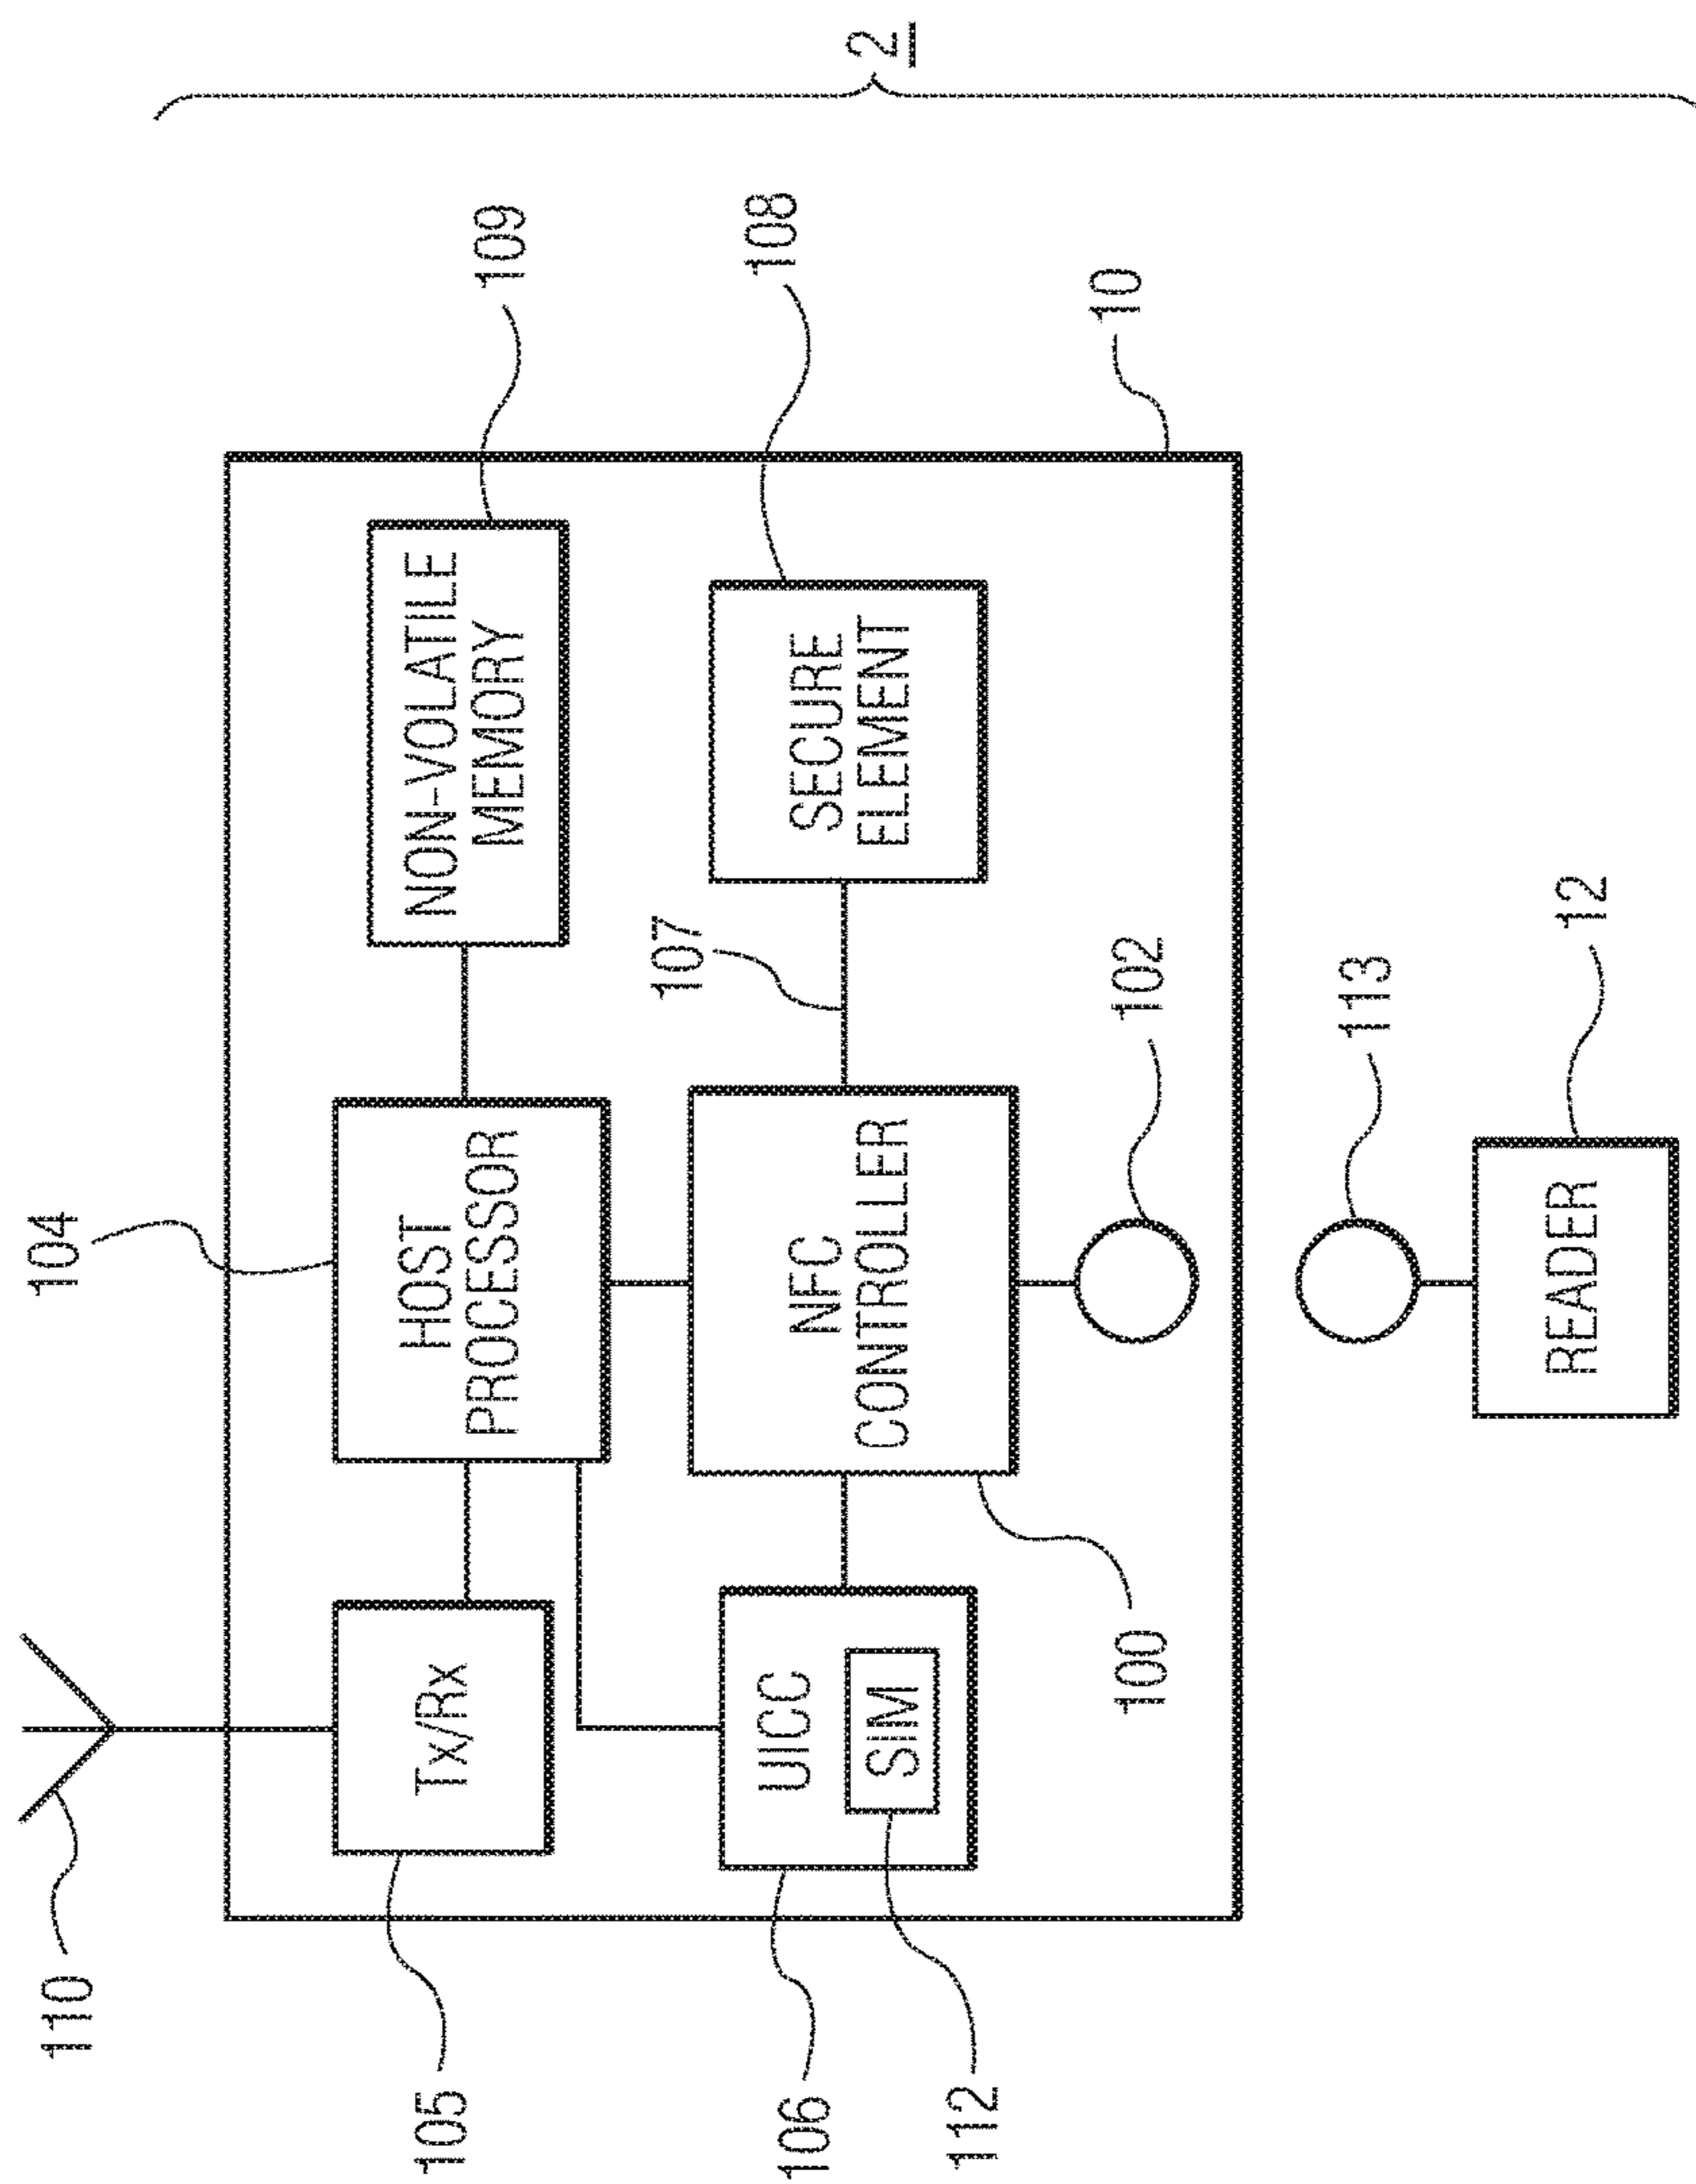 110
104
109
2
105
Tx/Rx
HOST
PROCESSOR
NON-VOLATILE
MEMORY
108
107
106
UICC
SIM
112
NFC
CONTROLLER
SECURE
ELEMENT
10
100
102
113
12
READER